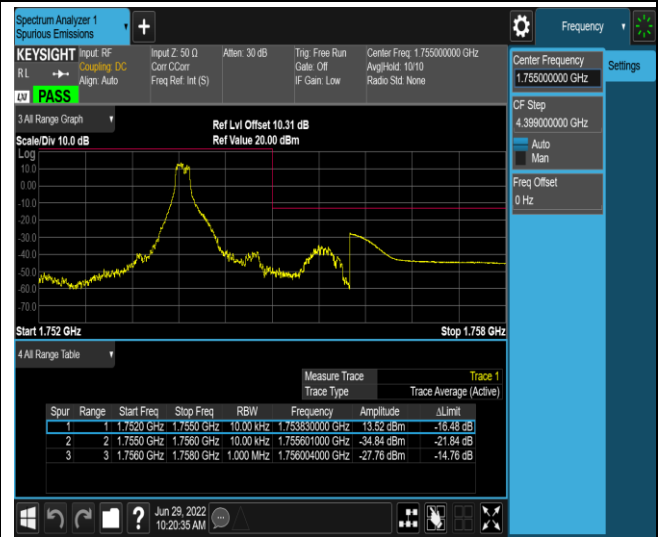 Spectrum Analyzer 1
Spurious Emissions
+
Frequency
KEYSIGHT
R L
LXI
PASS
Input: RF
Coupling: DC
Align: Auto
Input Z: 50 Ω
Corr CCorr
Freq Ref: Int (S)
Atten: 30 dB
Trig: Free Run
Gate: Off
IF Gain: Low
Center Freq: 1.755000000 GHz
Avg|Hold: 10/10
Radio Std: None
Center Frequency
1.755000000 GHz
Settings
CF Step
4.399000000 GHz
Auto
Man
Freq Offset
0 Hz
3 All Range Graph
Scale/Div 10.0 dB
Ref Lvl Offset 10.31 dB
Ref Value 20.00 dBm
Log
10.0
0.00
-10.0
-20.0
-30.0
-40.0
-50.0
-60.0
-70.0
Start 1.752 GHz
Stop 1.758 GHz
4 All Range Table
Measure Trace Trace 1
Trace Type Trace Average (Active)
Spur Range Start Freq Stop Freq RBW Frequency Amplitude ΔLimit
1 1 1.7520 GHz 1.7550 GHz 10.00 kHz 1.753830000 GHz 13.52 dBm -16.48 dB
2 2 1.7550 GHz 1.7560 GHz 10.00 kHz 1.755601000 GHz -34.84 dBm -21.84 dB
3 3 1.7560 GHz 1.7580 GHz 1.000 MHz 1.756004000 GHz -27.76 dBm -14.76 dB
?
Jun 29, 2022
10:20:35 AM